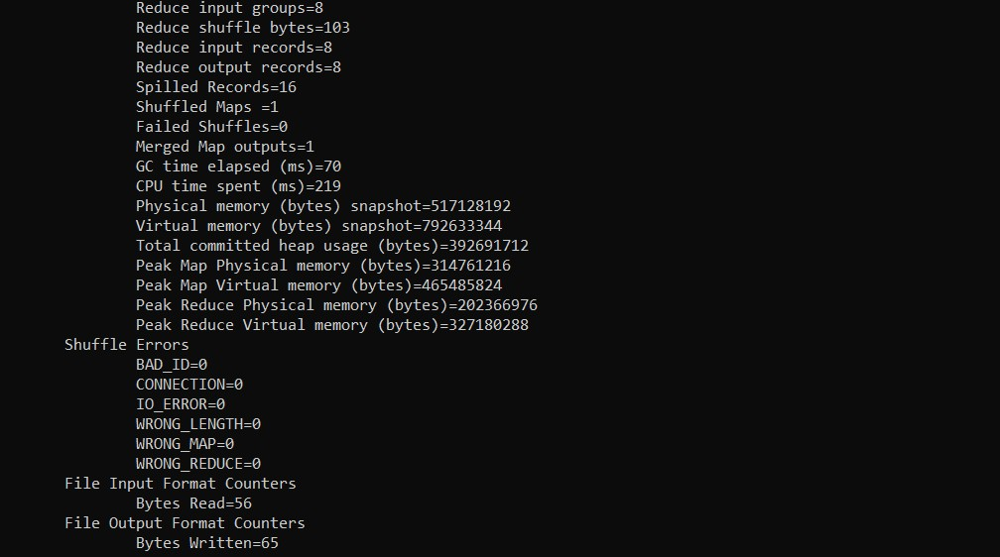 Reduce input groups=8
Reduce shuffle bytes=103
Reduce input records=8
Reduce output records=8
Spilled Records=16
Shuffled Maps =1
Failed Shuffles=0
Merged Map outputs=1
GC time elapsed (ms)=70
CPU time spent (ms)=219
Physical memory (bytes) snapshot=517128192
Virtual memory (bytes) snapshot=792633344
Total committed heap usage (bytes)=392691712
Peak Map Physical memory (bytes)=314761216
Peak Map Virtual memory (bytes)=465485824
Peak Reduce Physical memory (bytes)=202366976
Peak Reduce Virtual memory (bytes)=327180288
Shuffle Errors
BAD_ID=0
CONNECTION=0
IO_ERROR=0
WRONG_LENGTH=0
WRONG_MAP=0
WRONG_REDUCE=0
File Input Format Counters
Bytes Read=56
File Output Format Counters
Bytes Written=65